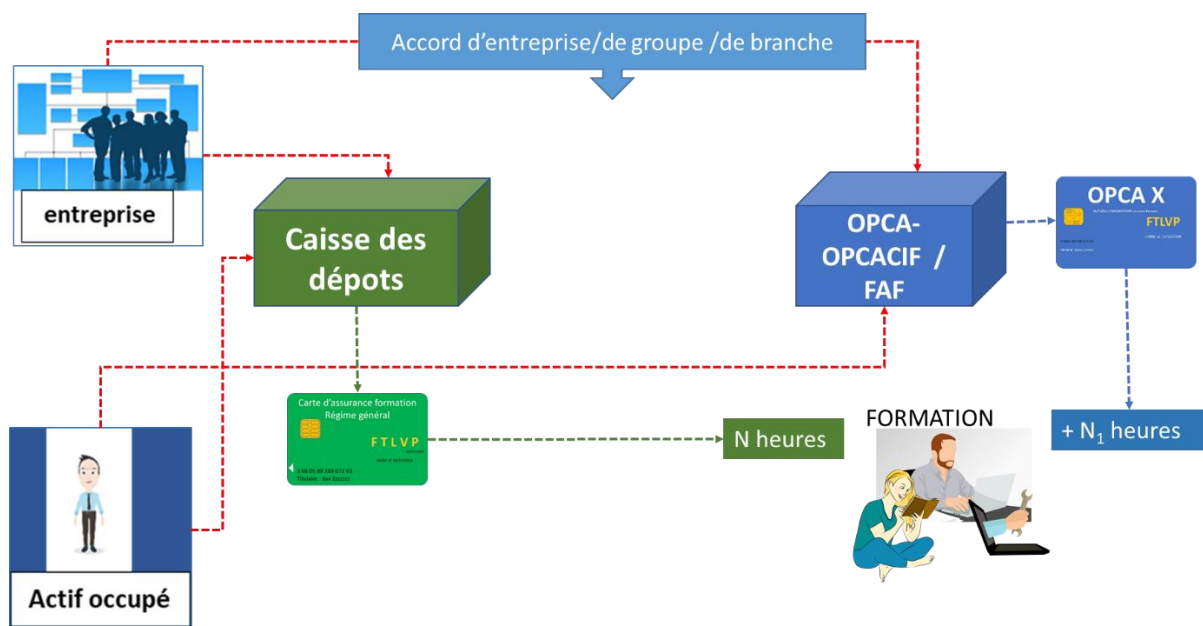 Accord d'entreprise/de groupe /de branche
entreprise
Caisse des
dépots
OPCA-
OPCACIF /
FAF
OPCA X
FTLVP
Carte d'assurance formation
Régime général
FTLVP
N heures
FORMATION
+ N₁ heures
Actif occupé